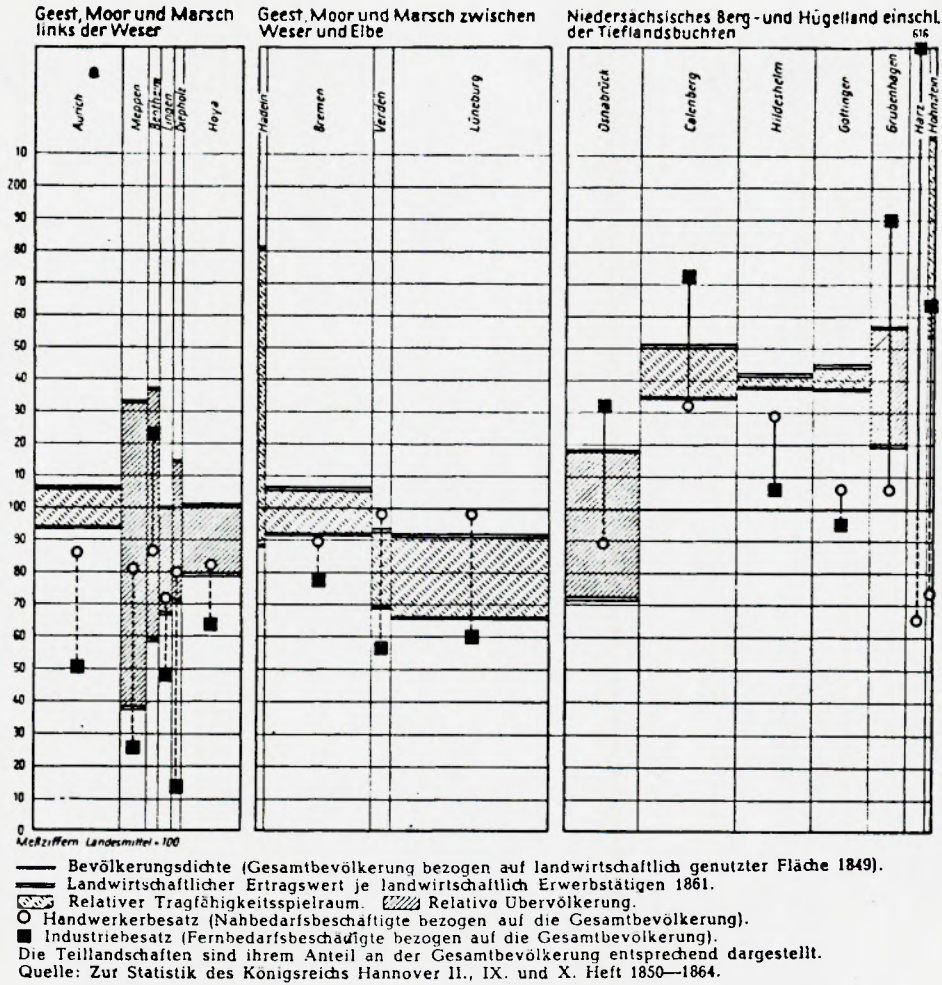 Geest, Moor und Marsch
links der Weser
Geest, Moor und Marsch zwischen
Weser und Elbe
Niedersächsisches Berg- und Hügelland einschl.
der Tieflandsbuchten
616
Aurich
Meppen
Bentheim
Lingen
Diepholz
Hoya
Hadeln
Bremen
Verden
Lüneburg
Osnabrück
Calenberg
Hildesheim
Göttingen
Grubenhagen
Harz
Hohnstein
10
200
90
80
70
60
50
40
30
20
10
100
90
80
70
60
50
40
30
20
10
0
Meßziffern Landesmittel = 100
Bevölkerungsdichte (Gesamtbevölkerung bezogen auf landwirtschaftlich genutzter Fläche 1849).
Landwirtschaftlicher Ertragswert je landwirtschaftlich Erwerbstätigen 1861.
Relativer Tragfähigkeitsspielraum. Relative Übervölkerung.
Handwerkerbesatz (Nahbedarfsbeschäftigte bezogen auf die Gesamtbevölkerung).
Industriebesatz (Fernbedarfsbeschäftigte bezogen auf die Gesamtbevölkerung).
Die Teillandschaften sind ihrem Anteil an der Gesamtbevölkerung entsprechend dargestellt.
Quelle: Zur Statistik des Königreichs Hannover II., IX. und X. Heft 1850—1864.